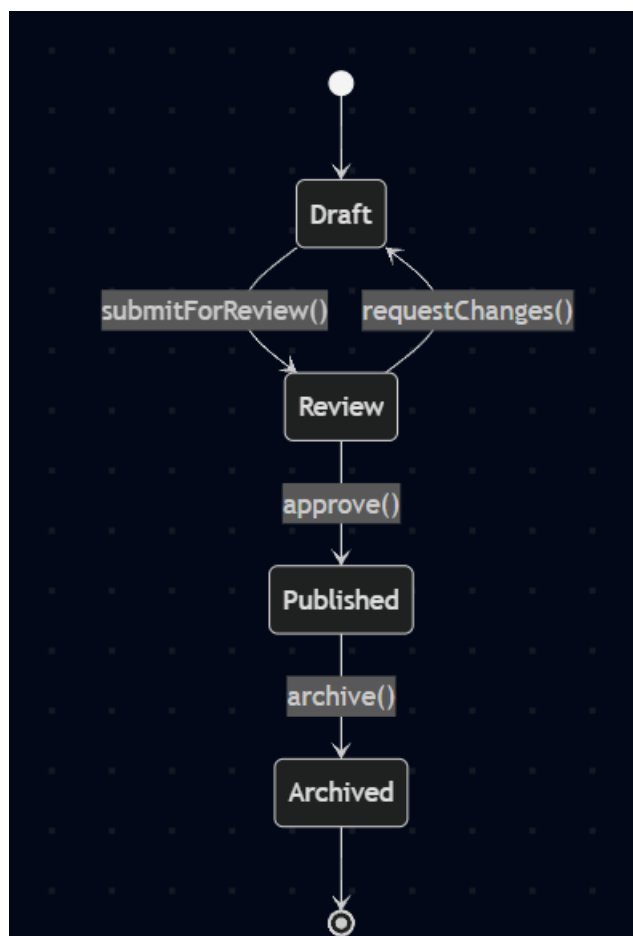 Draft
submitForReview() requestChanges()
Review
approve()
Published
archive()
Archived